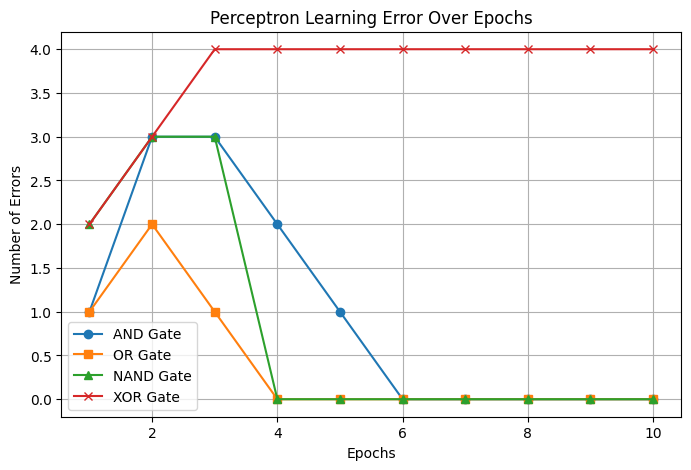 Perceptron Learning Error Over Epochs
Number of Errors
4.0
3.5
3.0
2.5
2.0
1.5
1.0
0.5
0.0
AND Gate
OR Gate
NAND Gate
XOR Gate
2 4 6 8 10
Epochs